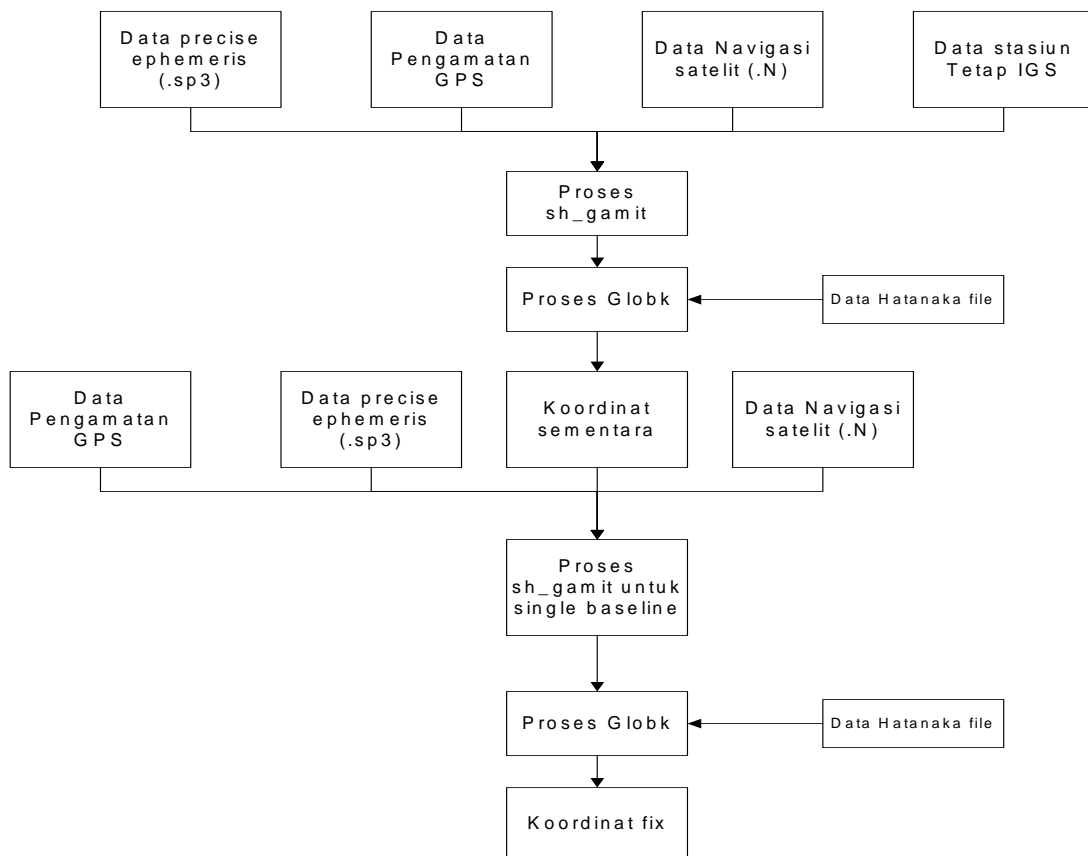 Data precise
ephemeris
(.sp3)
Data
Pengamatan
GPS
Data Navigasi
satelit (.N)
Data stasiun
Tetap IGS
Proses
sh_gamit
Proses Globk
Data Hatanaka file
Data
Pengamatan
GPS
Data precise
ephemeris
(.sp3)
Koordinat
sementara
Data Navigasi
satelit (.N)
Proses
sh_gamit untuk
single baseline
Proses Globk
Data Hatanaka file
Koordinat fix